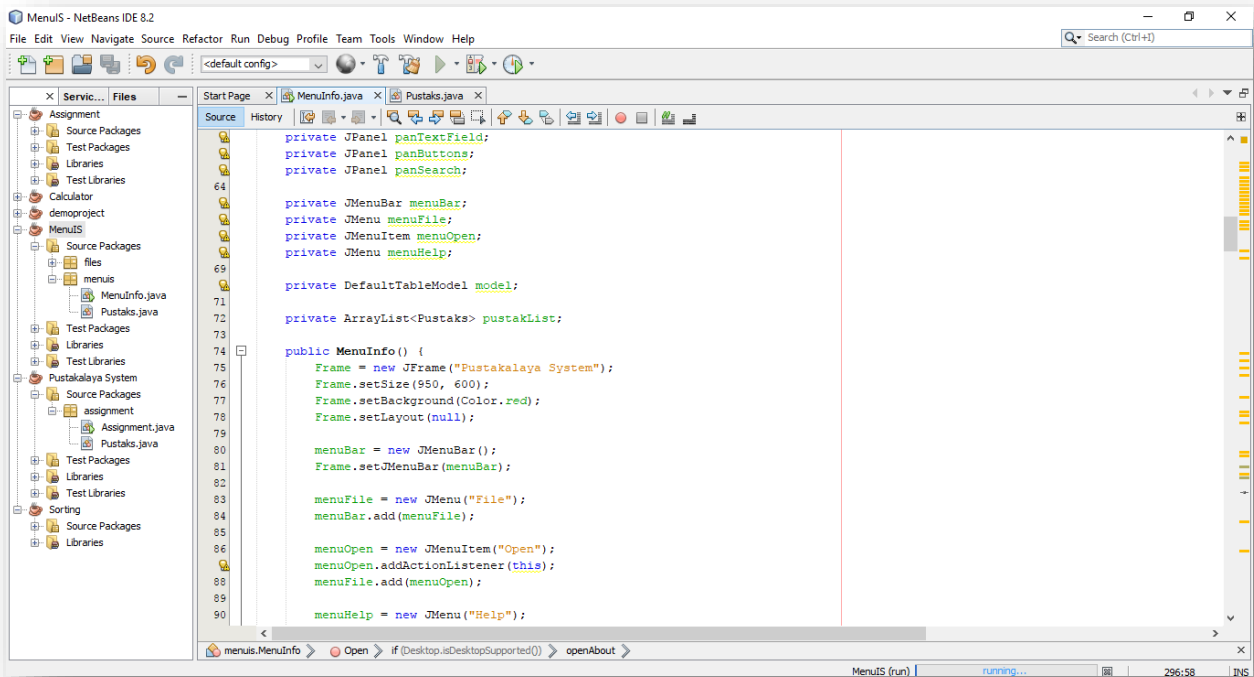 MenuIS - NetBeans IDE 8.2
File Edit View Navigate Source Refactor Run Debug Profile Team Tools Window Help
Search (Ctrl+I)
<default config>
Servic... Files
Start Page MenuInfo.java Pustaks.java
Source History
Assignment
Source Packages
Test Packages
Libraries
Test Libraries
Calculator
demoproject
MenuIS
Source Packages
files
menuis
MenuInfo.java
Pustaks.java
Test Packages
Libraries
Test Libraries
Pustakalaya System
Source Packages
assignment
Assignment.java
Pustaks.java
Test Packages
Libraries
Test Libraries
Sorting
Source Packages
Libraries
private JPanel panTextField;
private JPanel panButtons;
private JPanel panSearch;
64
private JMenuBar menuBar;
private JMenu menuFile;
private JMenuItem menuOpen;
private JMenu menuHelp;
69
private DefaultTableModel model;
71
72 private ArrayList<Pustaks> pustakList;
73
74 public MenuInfo() {
75 Frame = new JFrame("Pustakalaya System");
76 Frame.setSize(950, 600);
77 Frame.setBackground(Color.red);
78 Frame.setLayout(null);
79
80 menuBar = new JMenuBar();
81 Frame.setJMenuBar(menuBar);
82
83 menuFile = new JMenu("File");
84 menuBar.add(menuFile);
85
86 menuOpen = new JMenuItem("Open");
menuOpen.addActionListener(this);
88 menuFile.add(menuOpen);
89
90 menuHelp = new JMenu("Help");
menuis.MenuInfo Open if (Desktop.isDesktopSupported()) openAbout
MenuIS (run) running... 296:58 INS